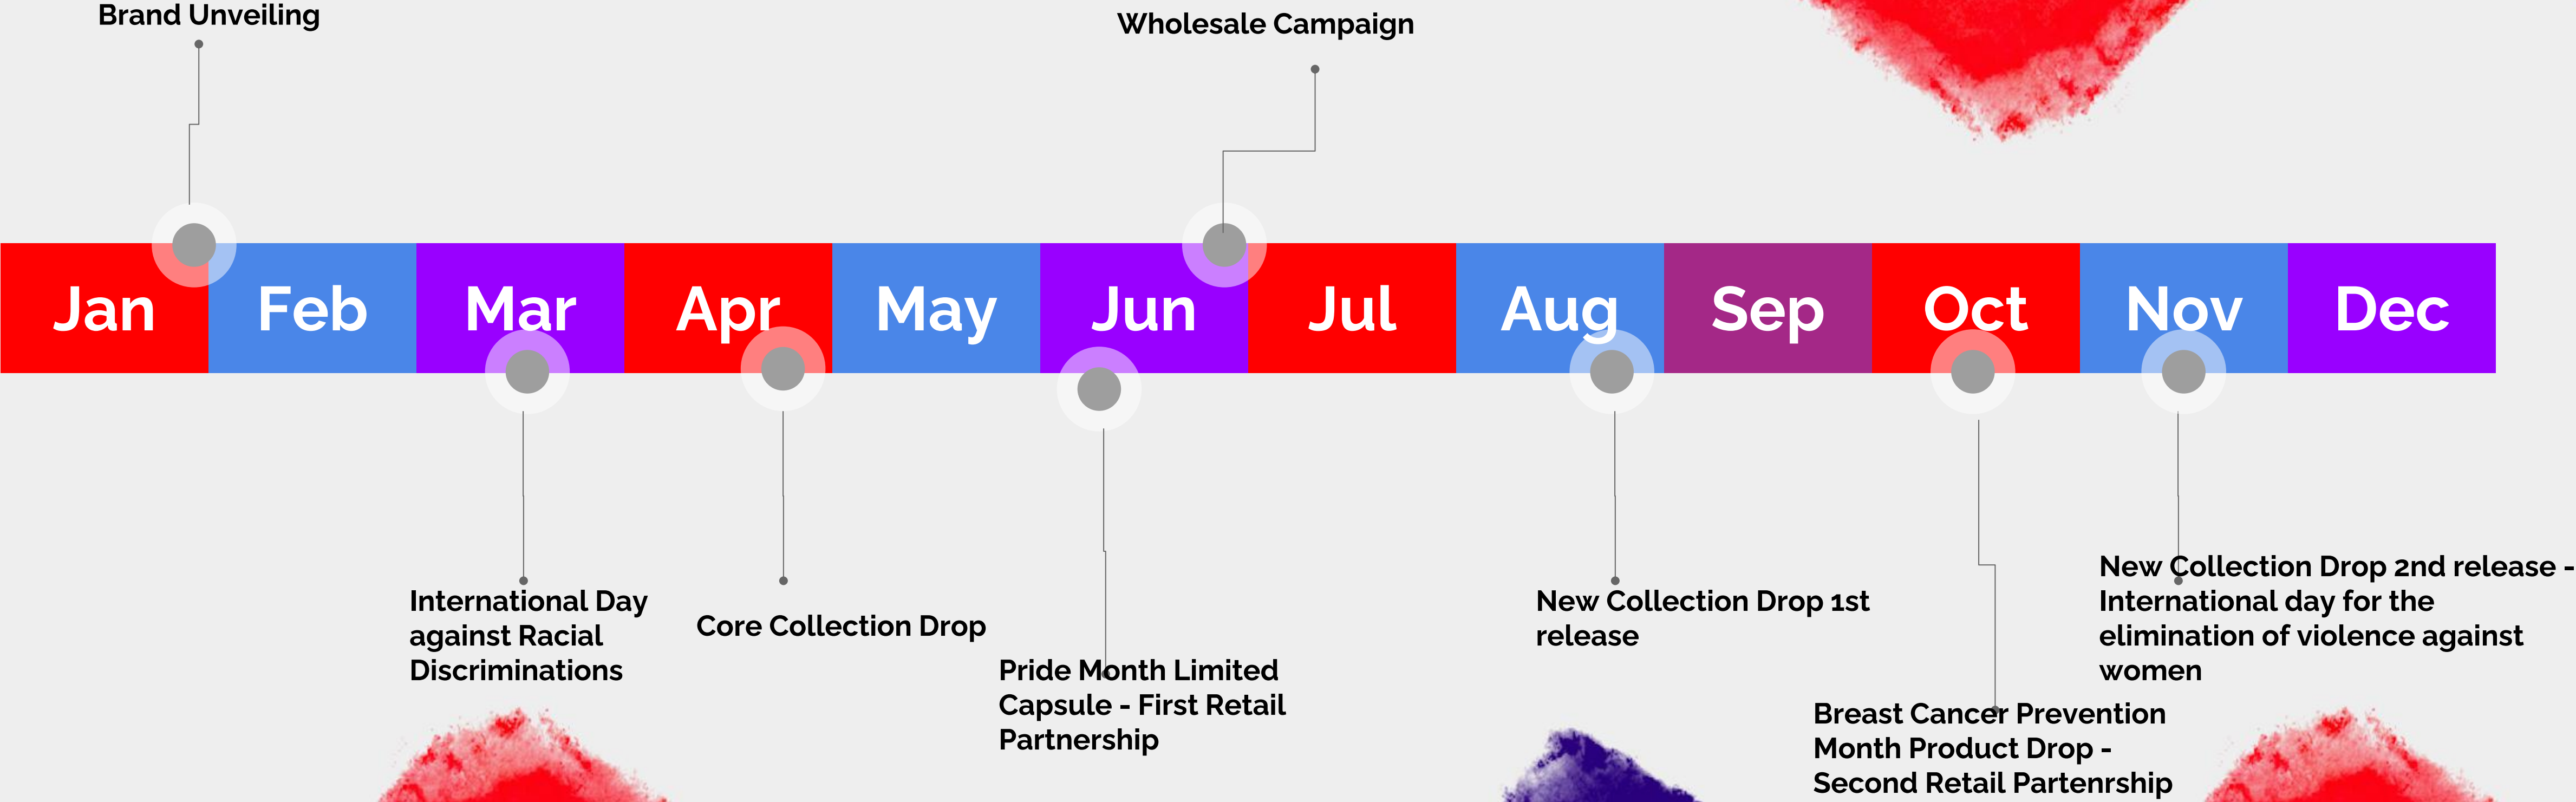 Brand Unveiling
Wholesale Campaign
Jan
Feb
Mar
Apr
May
Jun
Jul
Aug
Sep
Oct
Nov
Dec
International Day
against Racial
Discriminations
Core Collection Drop
Pride Month Limited
Capsule - First Retail
Partnership
New Collection Drop 1st
release
Breast Cancer Prevention
Month Product Drop -
Second Retail Partenrship
New Collection Drop 2nd release -
International day for the
elimination of violence against
women